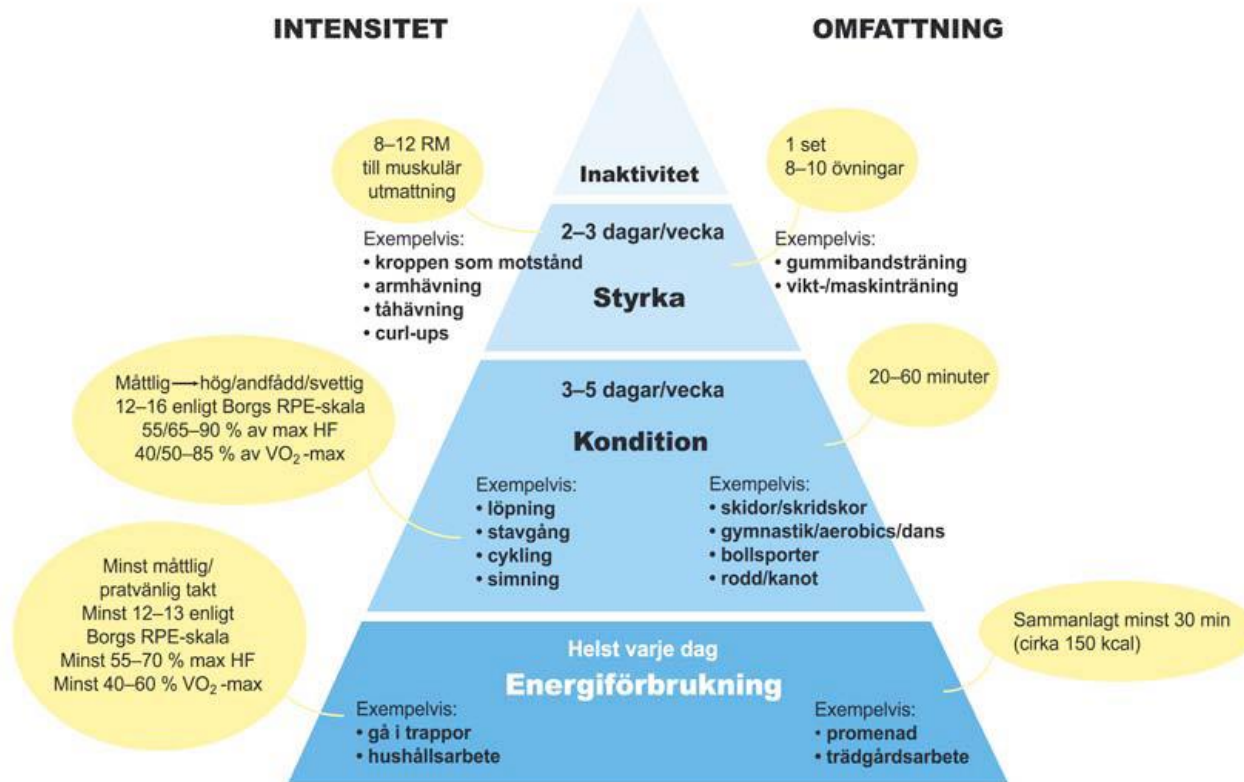 INTENSITET
OMFATTNING
Inaktivitet
8–12 RM
till muskulär
utmattning
1 set
8–10 övningar
2–3 dagar/vecka
Styrka
Exempelvis:
• kroppen som motstånd
• armhävning
• tåhävning
• curl-ups
Exempelvis:
• gummibandsträning
• vikt-/maskinträning
Måttlig⟶hög/andfådd/svettig
12–16 enligt Borgs RPE-skala
55/65–90 % av max HF
40/50–85 % av VO₂-max
20–60 minuter
3–5 dagar/vecka
Kondition
Exempelvis:
• löpning
• stavgång
• cykling
• simning
Exempelvis:
• skidor/skridskor
• gymnastik/aerobics/dans
• bollsporter
• rodd/kanot
Minst måttlig/
pratvänlig takt
Minst 12–13 enligt
Borgs RPE-skala
Minst 55–70 % max HF
Minst 40–60 % VO₂-max
Sammanlagt minst 30 min
(cirka 150 kcal)
Helst varje dag
Energiförbrukning
Exempelvis:
• gå i trappor
• hushållsarbete
Exempelvis:
• promenad
• trädgårdsarbete